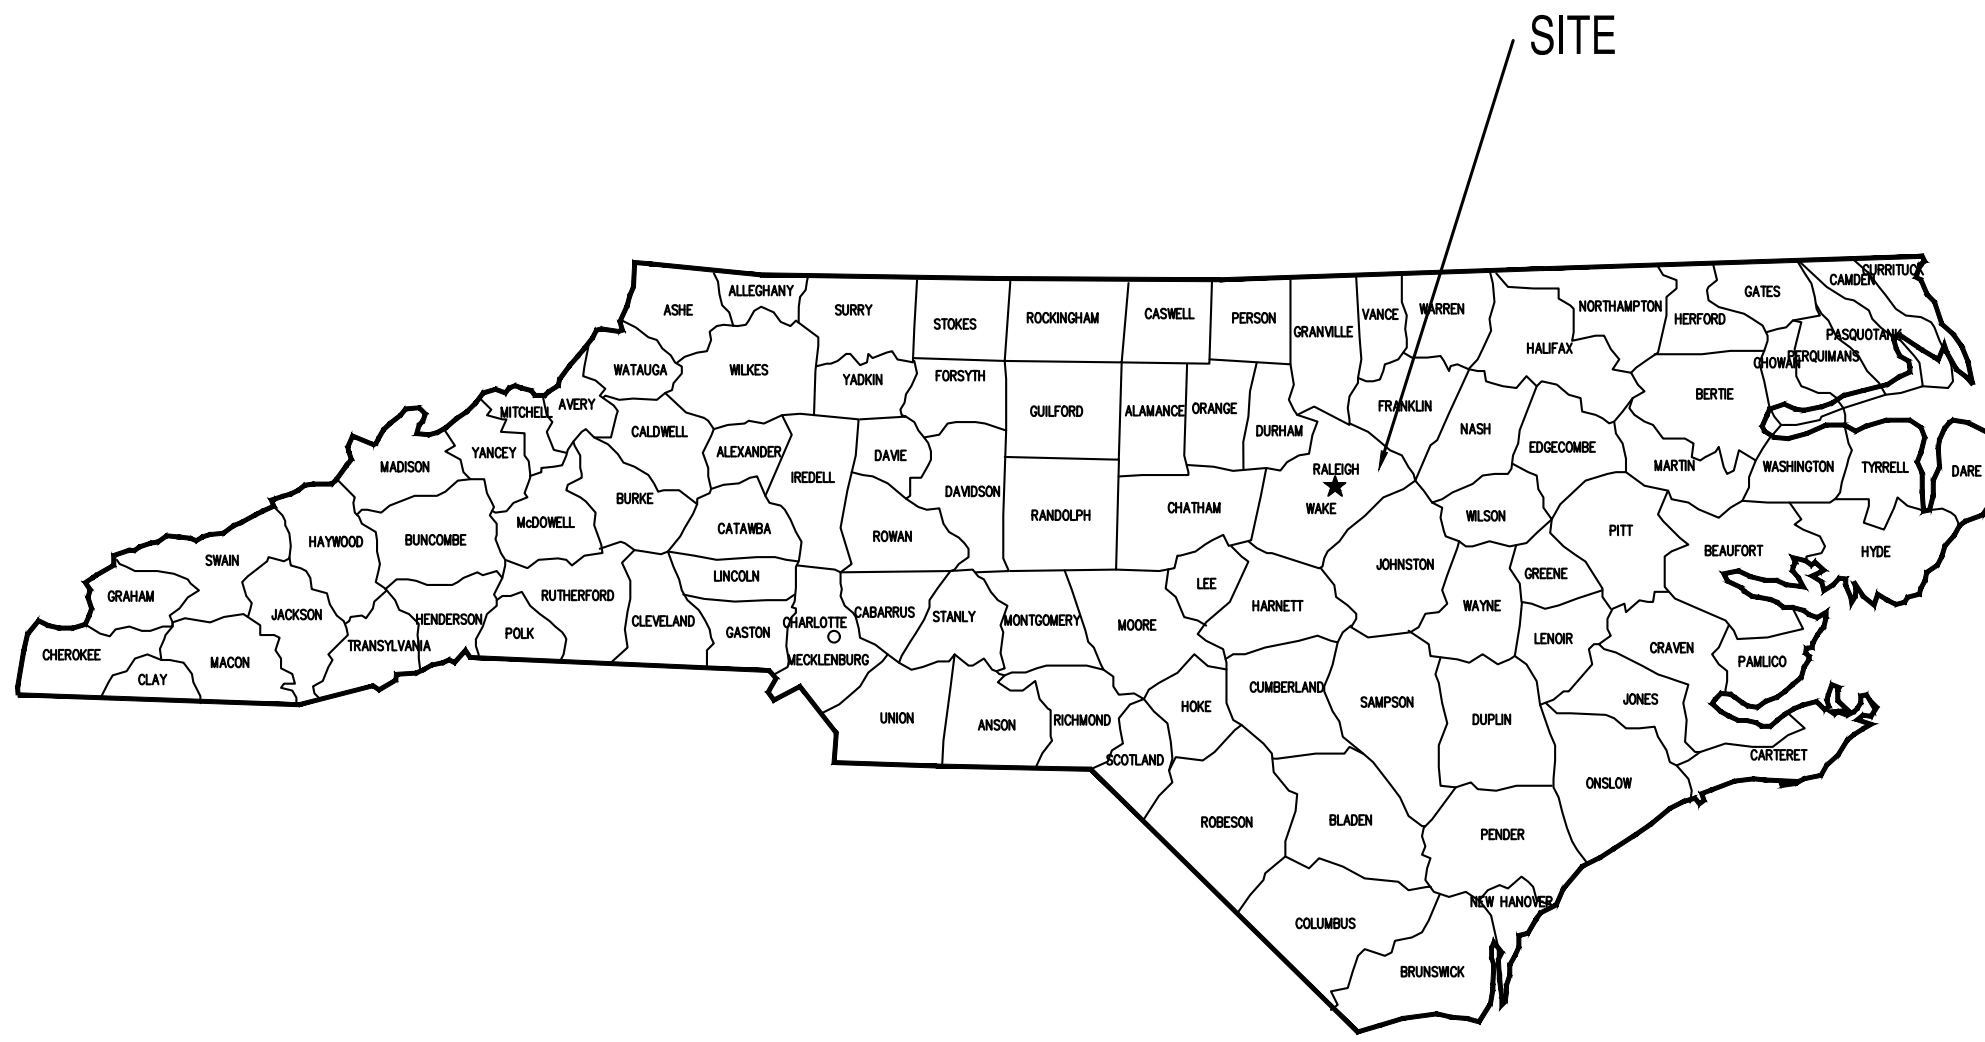 SITE
CURRITUCK
CAMDEN
ALLEGHANY
GATES
ASHE
SURRY
NORTHAMPTON
STOKES
ROCKINGHAM
CASWELL
PERSON
VANCE
WARREN
HERFORD
GRANVILLE
PASQUOTANK
HALIFAX
PERQUIMANS
CHOWAN
WATAUGA
WILKES
YADKIN
FORSYTH
BERTIE
AVERY
MITCHELL
GUILFORD
ALAMANCE
ORANGE
FRANKLIN
CALDWELL
DURHAM
NASH
EDGECOMBE
YANCEY
ALEXANDER
DAVIE
MADISON
IREDELL
RALEIGH
MARTIN
WASHINGTON
TYRRELL
DARE
BURKE
DAVIDSON
McDOWELL
CATAWBA
RANDOLPH
CHATHAM
WAKE
WILSON
HAYWOOD
BUNCOMBE
ROWAN
PITT
SWAIN
BEAUFORT
HYDE
JOHNSTON
LINCOLN
GREENE
GRAHAM
RUTHERFORD
LEE
HARNETT
WAYNE
JACKSON
HENDERSON
CLEVELAND
CHARLOTTE
CABARRUS
STANLY
MONTGOMERY
MOORE
POLK
GASTON
LENOIR
TRANSYLVANIA
CRAVEN
CHEROKEE
MACON
MECKLENBURG
PAMLICO
CLAY
CUMBERLAND
SAMPSON
JONES
HOKE
UNION
ANSON
RICHMOND
DUPLIN
SCOTLAND
CARTERET
ONSLOW
ROBESON
BLADEN
PENDER
NEW HANOVER
COLUMBUS
BRUNSWICK